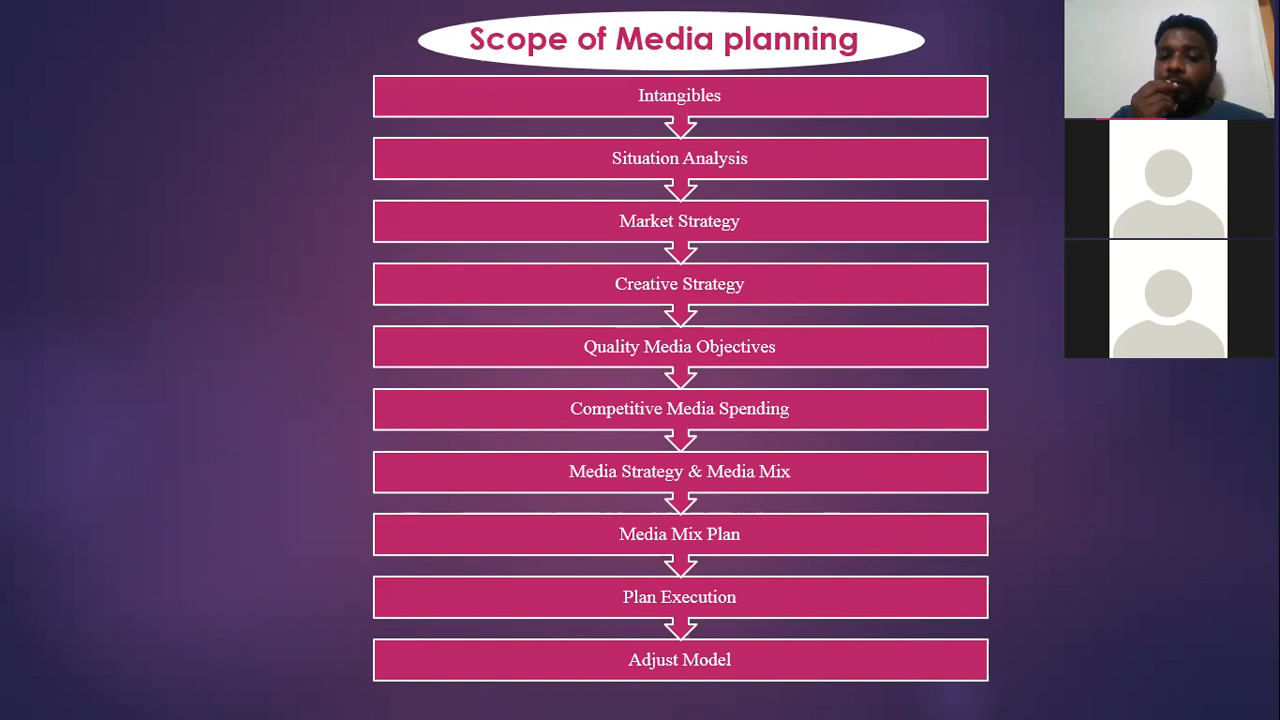 Scope of Media planning
Intangibles
Situation Analysis
Market Strategy
Creative Strategy
Quality Media Objectives
Competitive Media Spending
Media Strategy & Media Mix
Media Mix Plan
Plan Execution
Adjust Model